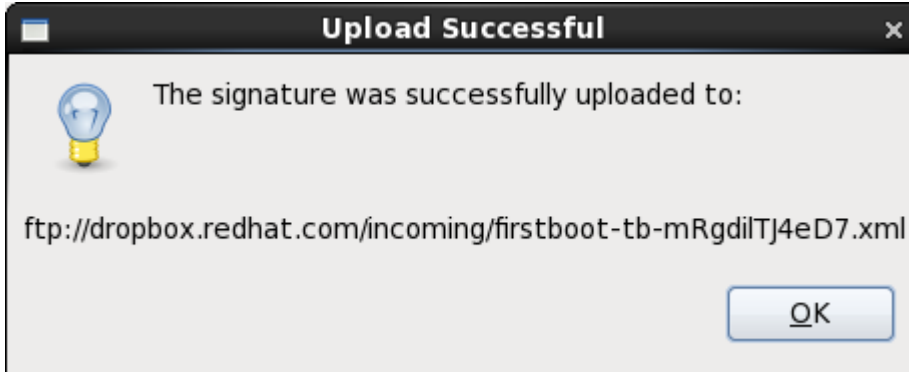 Upload Successful
The signature was successfully uploaded to:
ftp://dropbox.redhat.com/incoming/firstboot-tb-mRgdilTJ4eD7.xml
OK